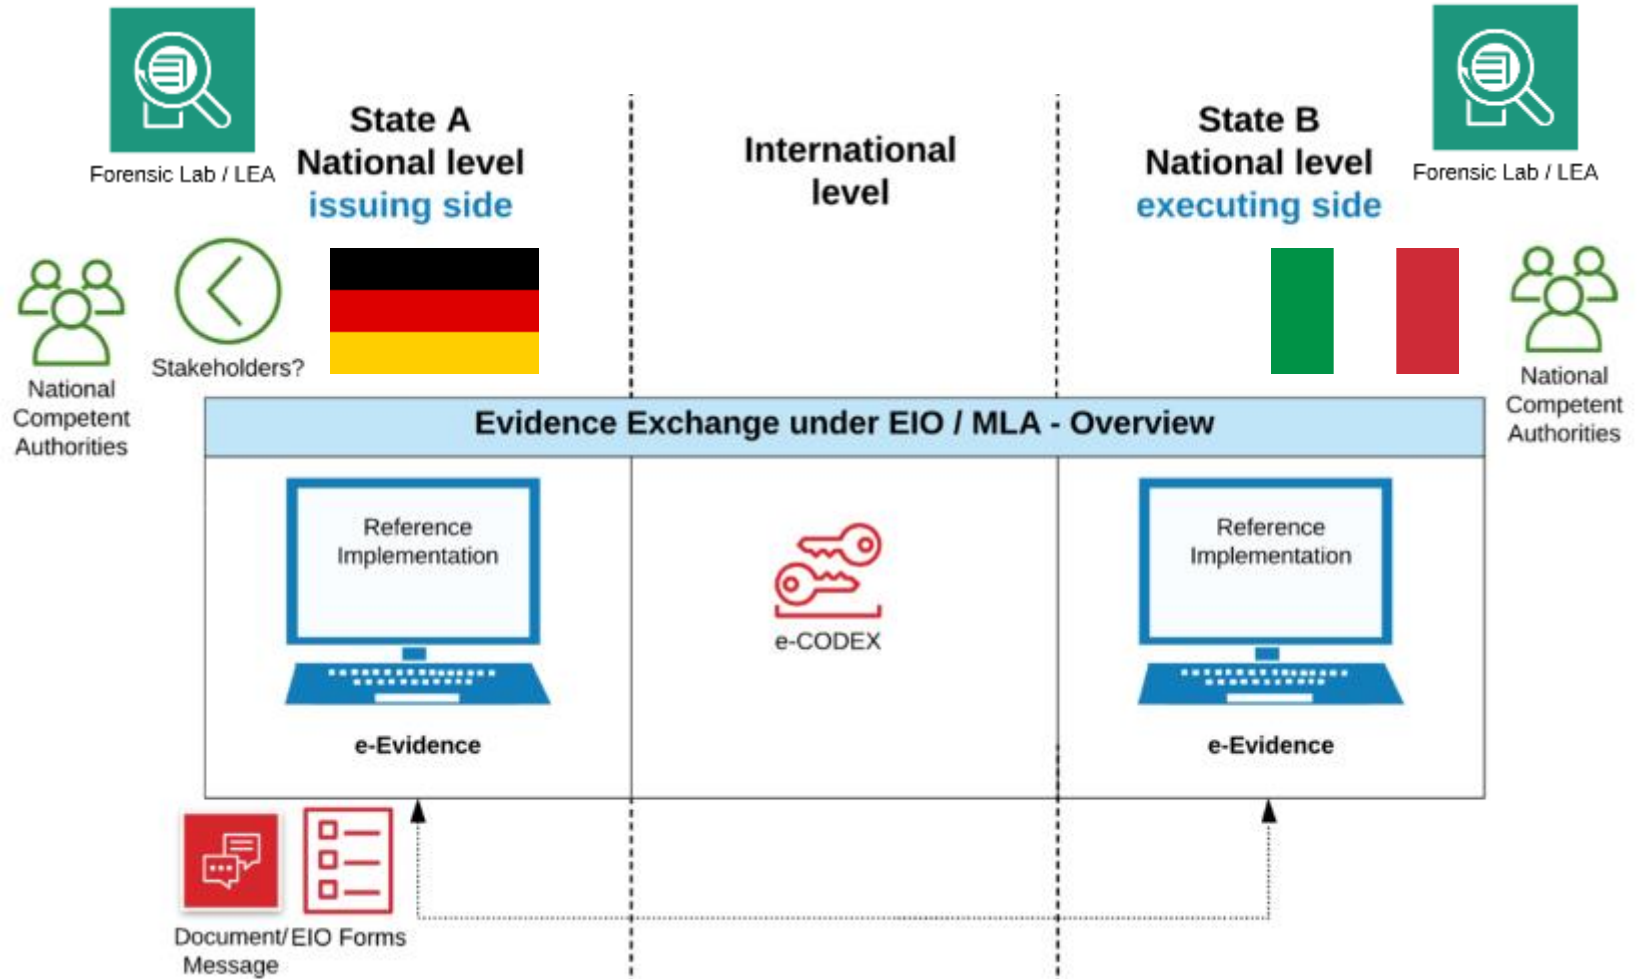 Forensic Lab / LEA
State A
National level
issuing side
International
level
State B
National level
executing side
Forensic Lab / LEA
Stakeholders?
National
Competent
Authorities
National
Competent
Authorities
Evidence Exchange under EIO / MLA - Overview
Reference
Implementation
e-Evidence
e-CODEX
Reference
Implementation
e-Evidence
Document/
Message
EIO Forms